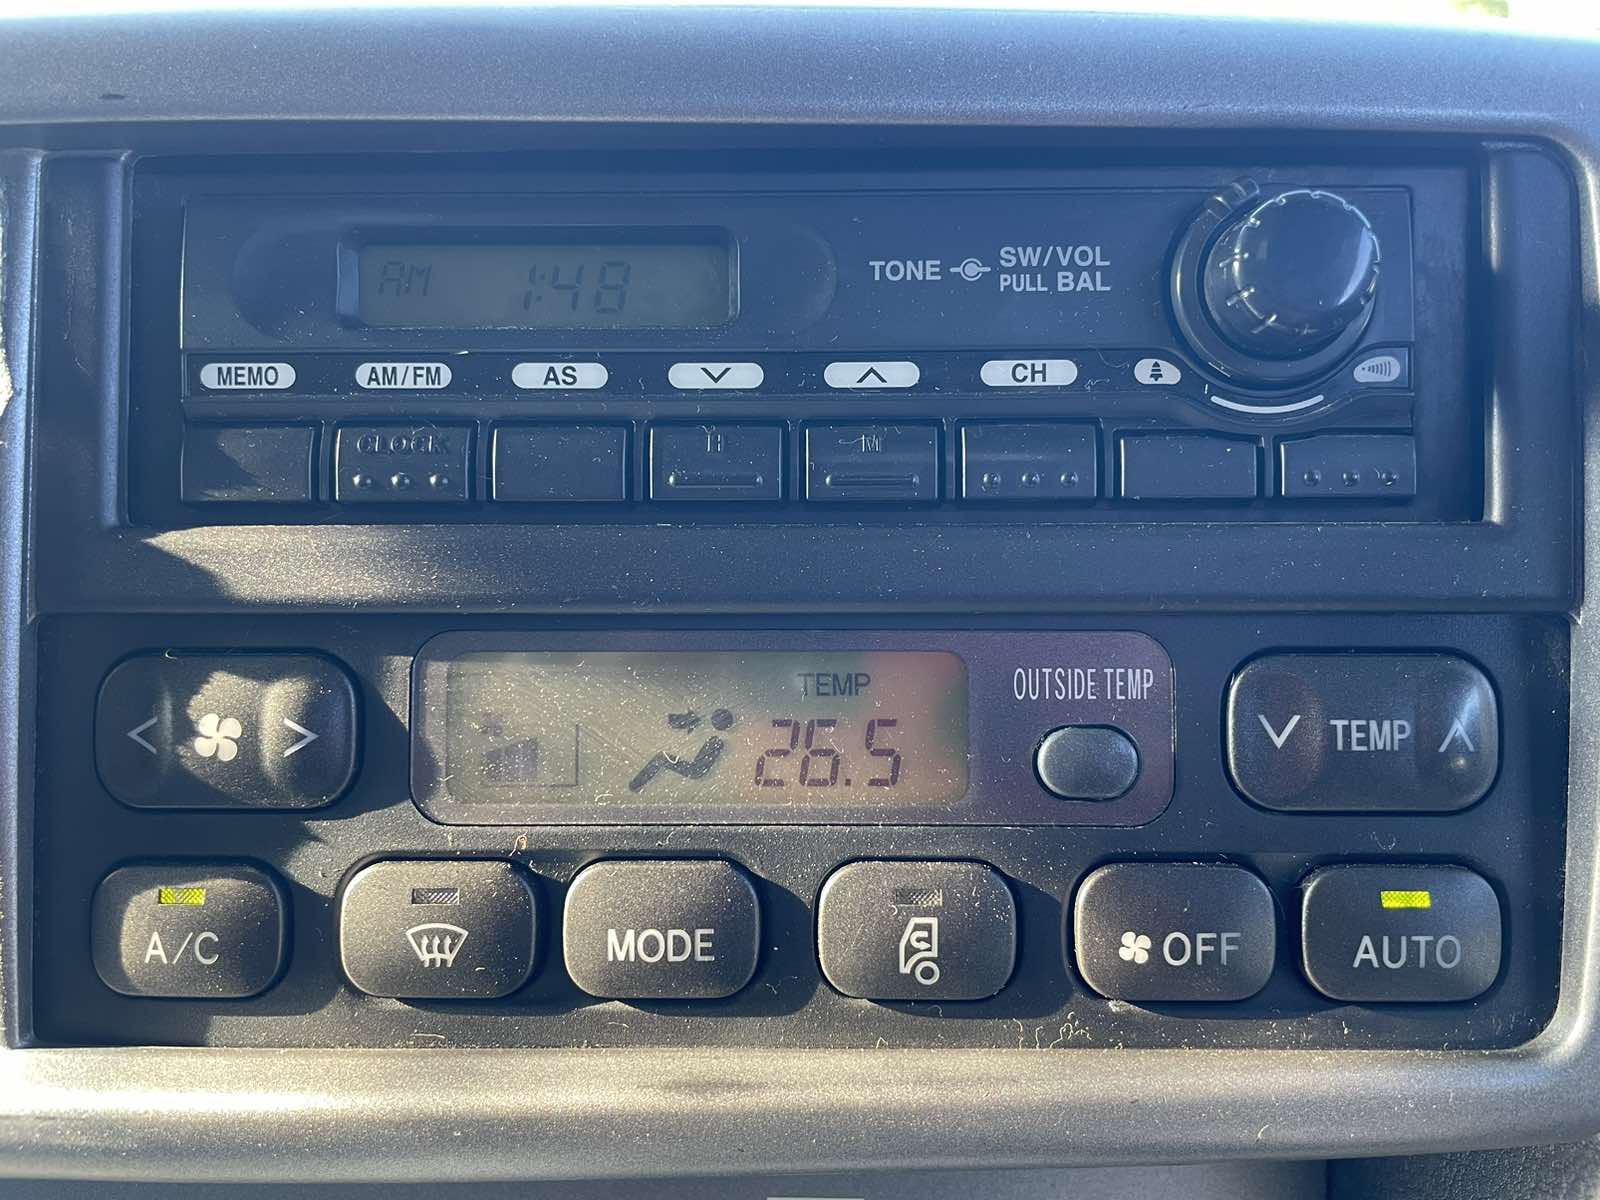 AM 1:48
TONE SW/VOL
PULL BAL
MEMO AM/FM AS CH
CLOCK H M
TEMP
26.5
OUTSIDE TEMP
TEMP
A/C MODE OFF AUTO